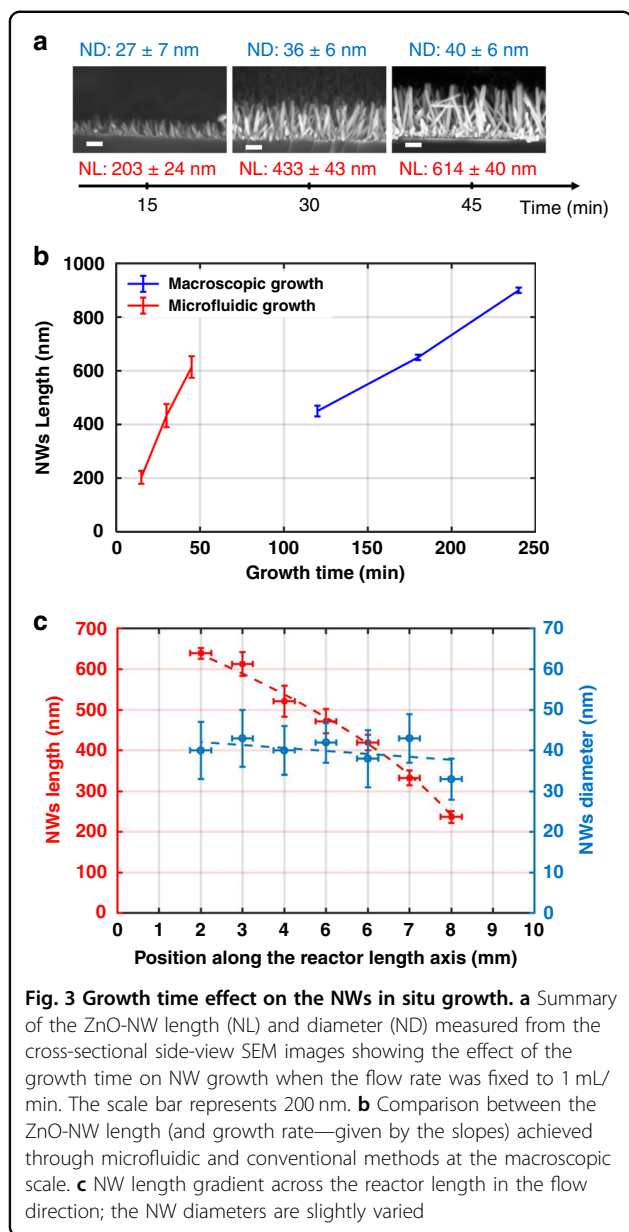 a
ND: 27 ± 7 nm ND: 36 ± 6 nm ND: 40 ± 6 nm
NL: 203 ± 24 nm NL: 433 ± 43 nm NL: 614 ± 40 nm
15 30 45 Time (min)
b
1000
800
600
400
200
0
NWs Length (nm)
Macroscopic growth
Microfluidic growth
0 50 100 150 200 250
Growth time (min)
c
700
600
500
400
300
200
100
0
NWs length (nm)
70
60
50
40
30
20
10
0
NWs diameter (nm)
0 1 2 3 4 6 6 7 8 9 10
Position along the reactor length axis (mm)
Fig. 3 Growth time effect on the NWs in situ growth. a Summary
of the ZnO-NW length (NL) and diameter (ND) measured from the
cross-sectional side-view SEM images showing the effect of the
growth time on NW growth when the flow rate was fixed to 1 mL/
min. The scale bar represents 200 nm. b Comparison between the
ZnO-NW length (and growth rate—given by the slopes) achieved
through microfluidic and conventional methods at the macroscopic
scale. c NW length gradient across the reactor length in the flow
direction; the NW diameters are slightly varied